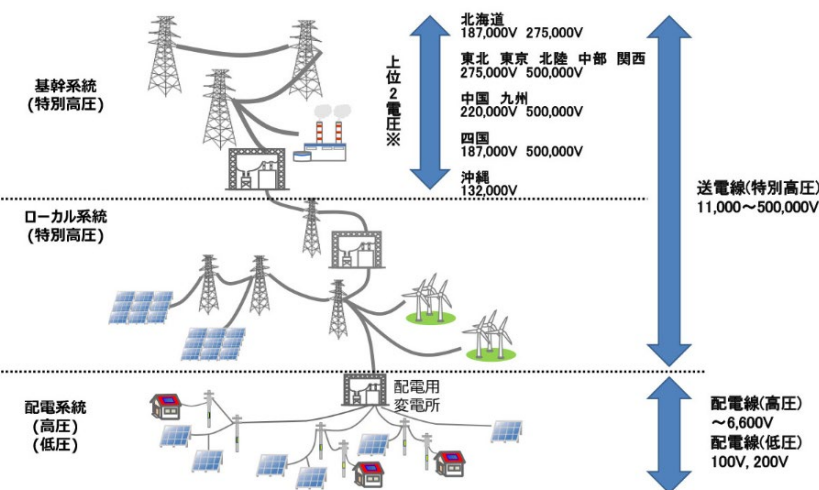 基幹系統
(特別高圧)
上位2電圧※
北海道
187,000V 275,000V
東北 東京 北陸 中部 関西
275,000V 500,000V
中国 九州
220,000V 500,000V
四国
187,000V 500,000V
沖縄
132,000V
送電線(特別高圧)
11,000～500,000V
ローカル系統
(特別高圧)
配電用
変電所
配電系統
(高圧)
(低圧)
配電線(高圧)
～6,600V
配電線(低圧)
100V, 200V